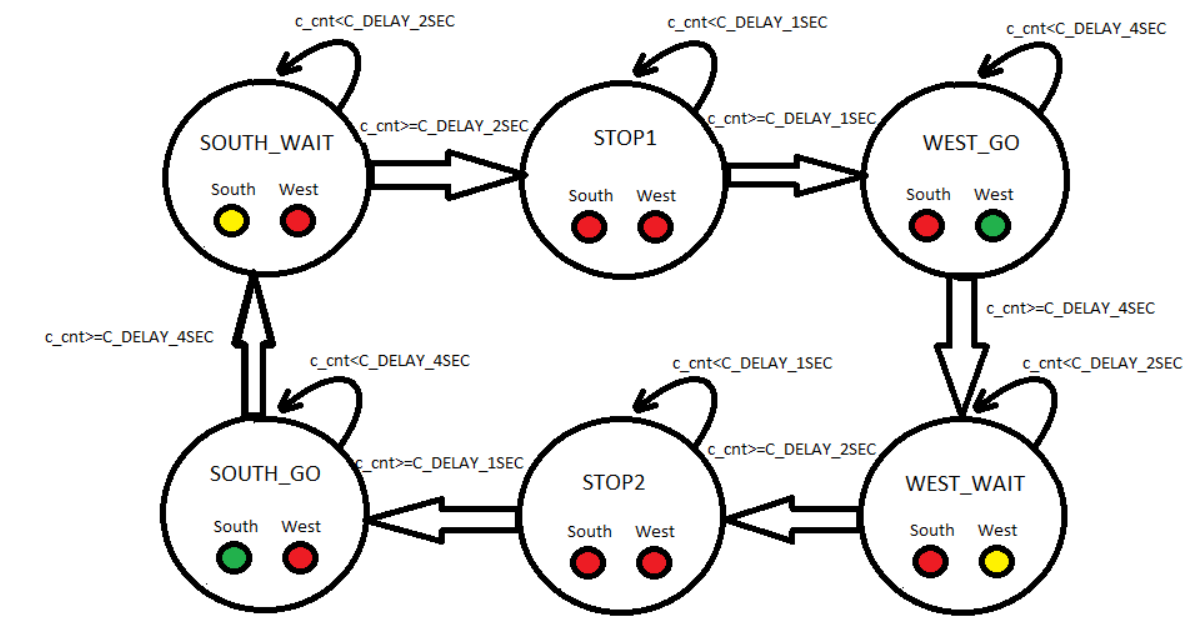 c_cnt<C_DELAY_2SEC
c_cnt<C_DELAY_1SEC
c_cnt<C_DELAY_4SEC
c_cnt>=C_DELAY_2SEC
c_cnt>=C_DELAY_1SEC
SOUTH_WAIT
STOP1
WEST_GO
South West
South West
South West
c_cnt>=C_DELAY_4SEC
c_cnt>=C_DELAY_4SEC
c_cnt<C_DELAY_4SEC
c_cnt<C_DELAY_1SEC
c_cnt<C_DELAY_2SEC
c_cnt>=C_DELAY_1SEC
c_cnt>=C_DELAY_2SEC
SOUTH_GO
STOP2
WEST_WAIT
South West
South West
South West